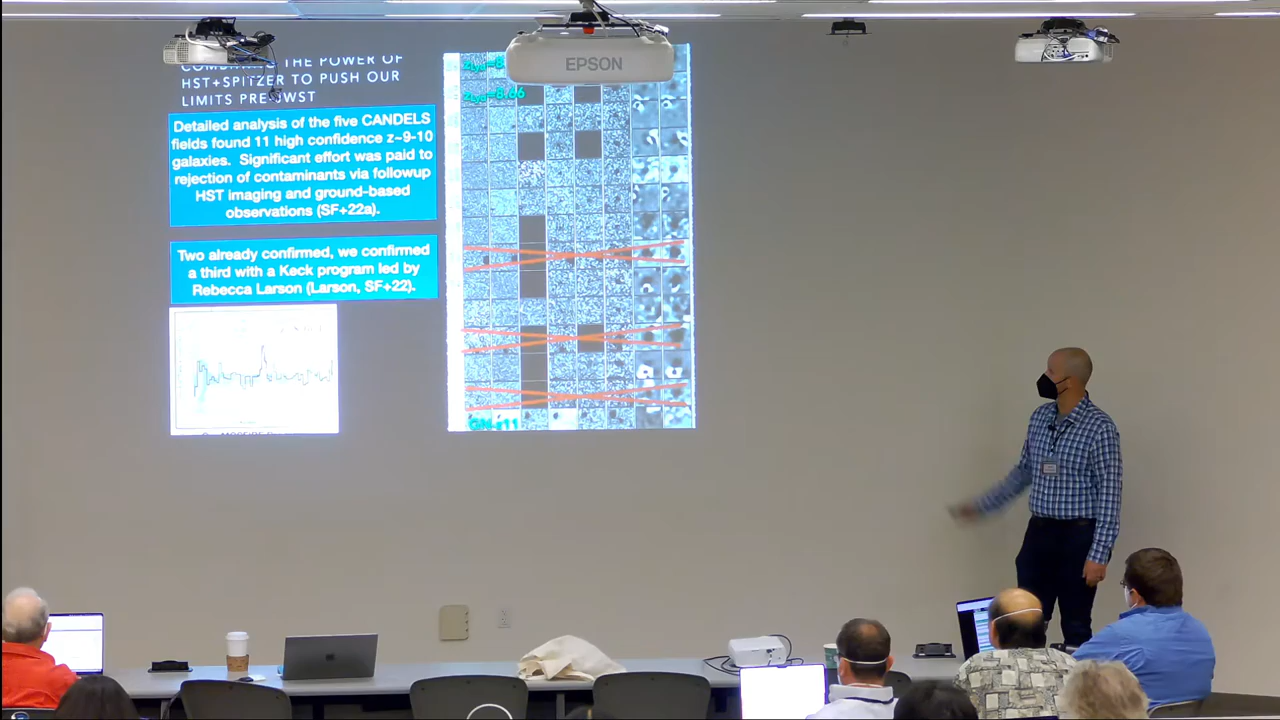 COMBINING THE POWER OF
HST+SPITZER TO PUSH OUR
LIMITS PRE-JWST
Detailed analysis of the five CANDELS
fields found 11 high confidence z~9-10
galaxies. Significant effort was paid to
rejection of contaminants via followup
HST imaging and ground-based
observations (SF+22a).
Two already confirmed, we confirmed
a third with a Keck program led by
Rebecca Larson (Larson, SF+22).
=8.66
GN-z11
EPSON